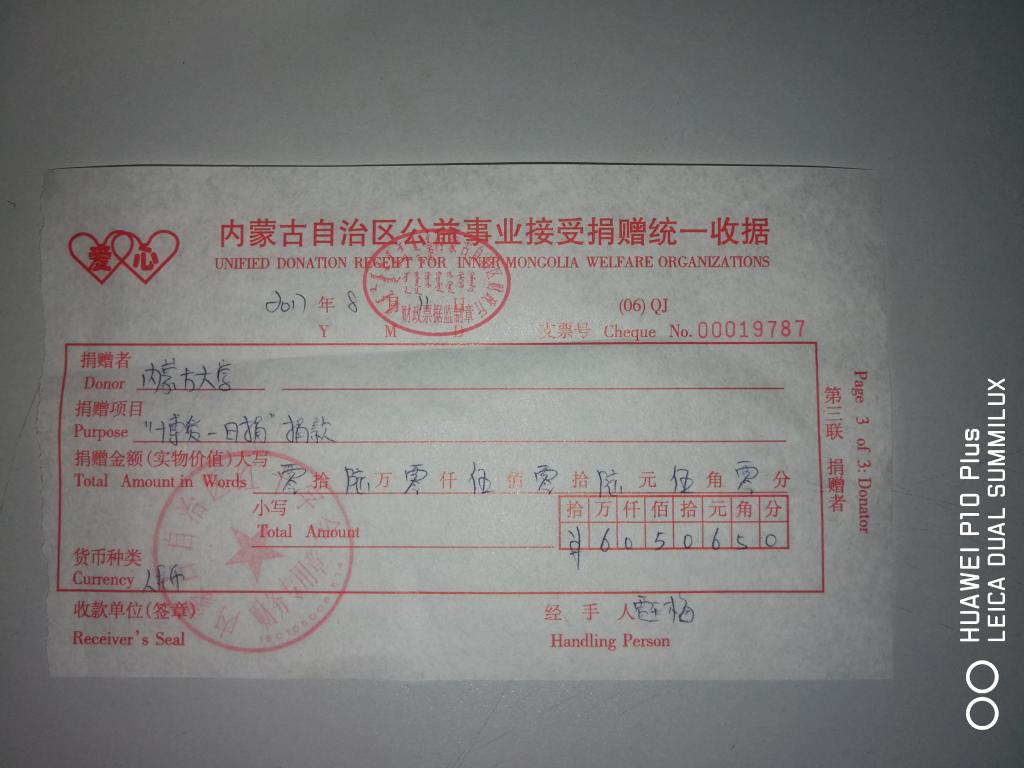 爱心
内蒙古自治区公益事业接受捐赠统一收据
UNIFIED DONATION RECEIPT FOR INNER MONGOLIA WELFARE ORGANIZATIONS
2017 年 8 月 11 日
(06) QJ
Y M D
支票号 Cheque No. 00019787
财政票据监制章
捐赠者
Donor 内蒙古大学
捐赠项目
Purpose "博爱一日捐"捐款
捐赠金额(实物价值)大写
Total Amount in Words 零 拾 陆 万 零 仟 伍 佰 零 拾 陆 元 伍 角 零 分
小写
Total Amount
拾 万 仟 佰 拾 元 角 分
¥ 6 0 5 0 6 5 0
货币种类
Currency 人民币
收款单位(签章)
Receiver's Seal
经手人
Handling Person
财务专用章
第三联 捐赠者
Page 3 of 3: Donator
HUAWEI P10 Plus
LEICA DUAL SUMMILUX